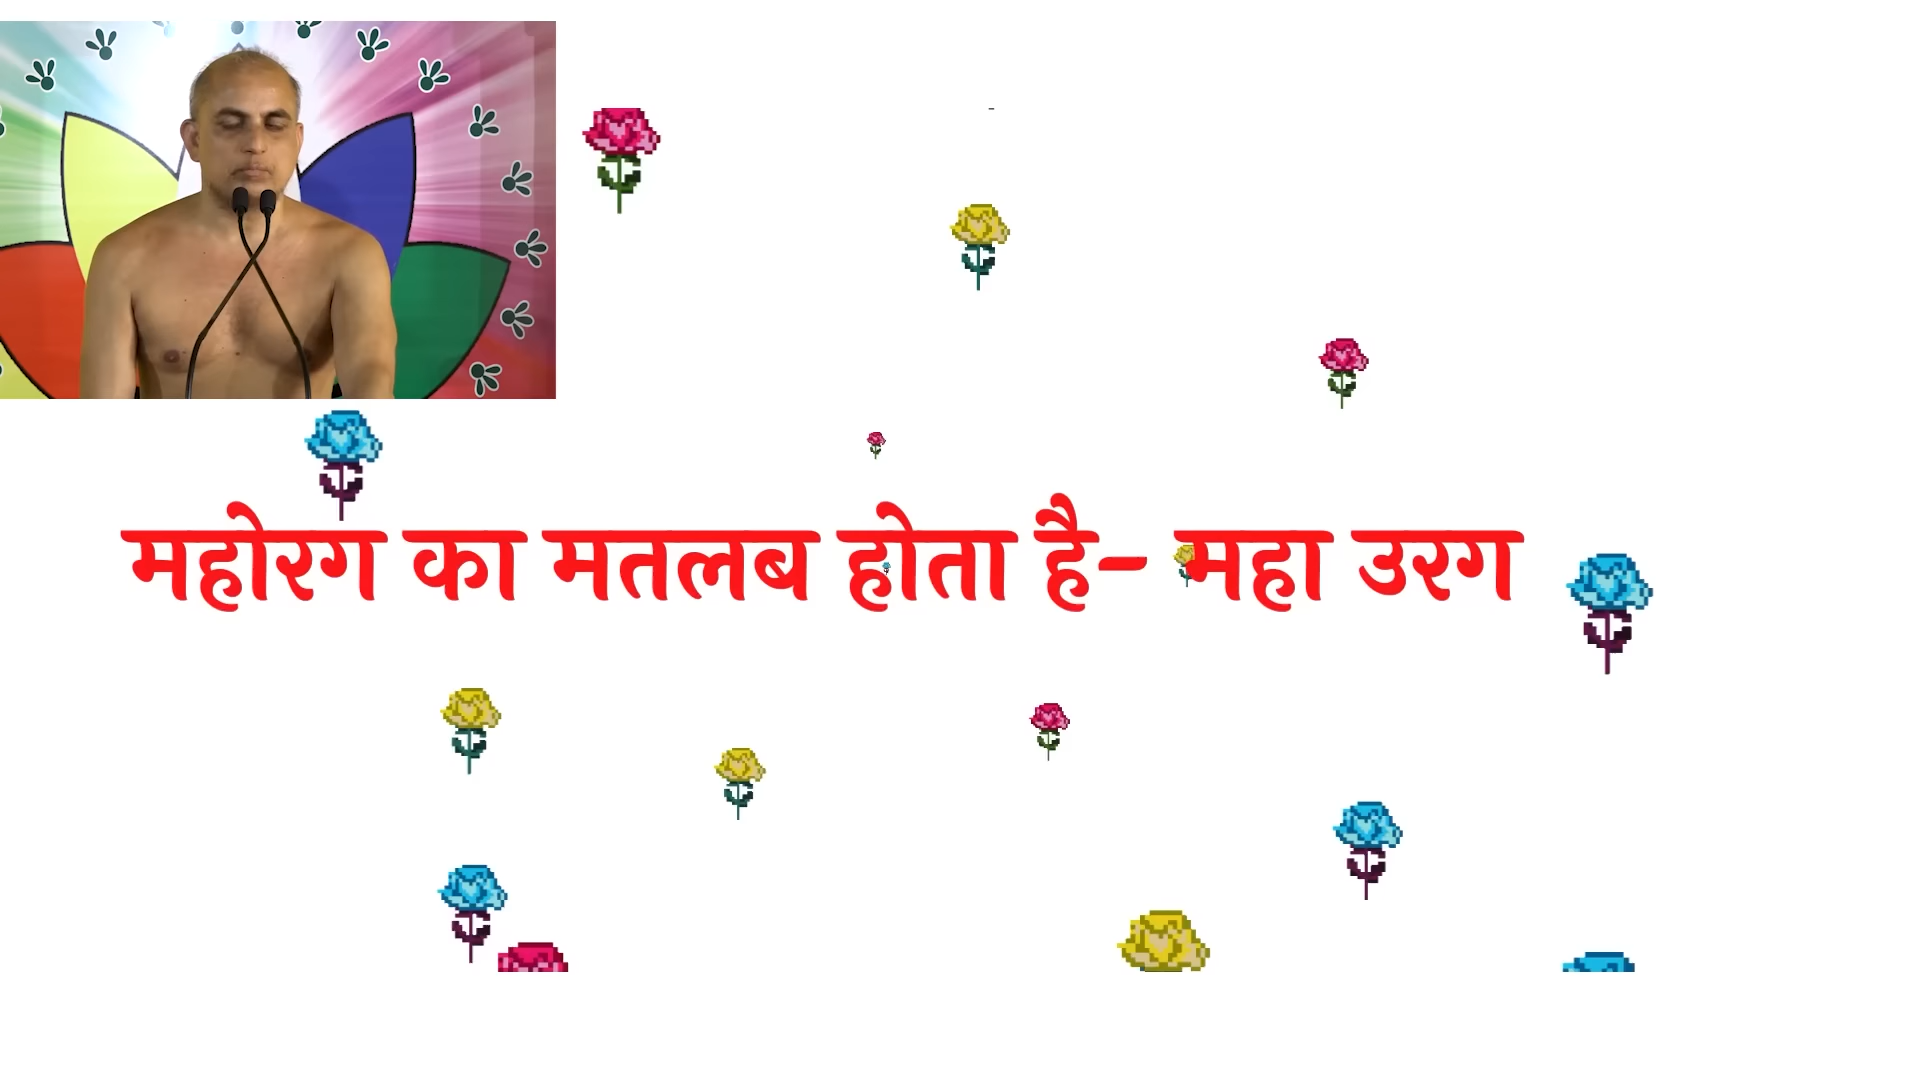 महोरग का मतलब होता है- महा उरग